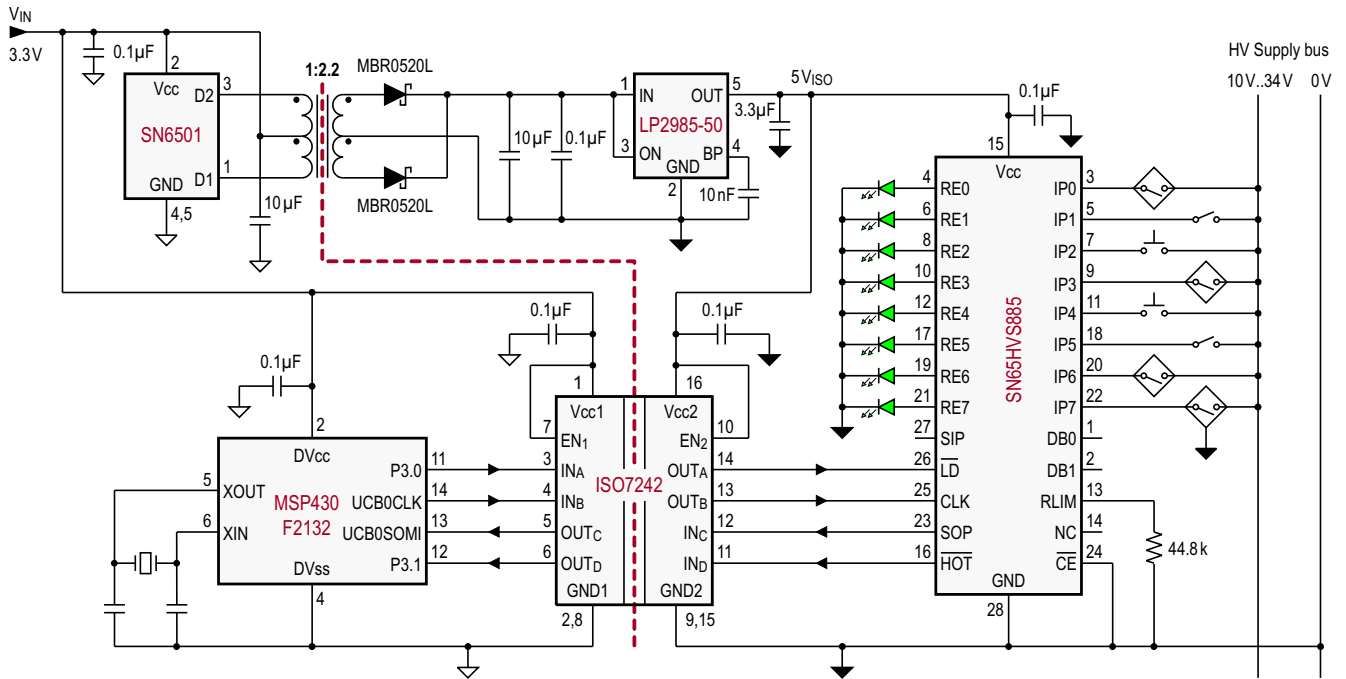 VIN
3.3V
0.1µF
2
Vcc
D2
3
SN6501
D1
1
GND
4,5
10µF
1:2.2
MBR0520L
MBR0520L
10µF
0.1µF
1
IN
OUT
5
LP2985-50
3
ON
BP
4
GND
2
10nF
3.3µF
5VISO
0.1µF
HV Supply bus
10V..34V
0V
15
Vcc
4
RE0
IP0
3
6
RE1
IP1
5
8
RE2
IP2
7
10
RE3
IP3
9
12
RE4
IP4
11
17
RE5
IP5
18
19
RE6
IP6
20
21
RE7
IP7
22
27
SIP
DB0
1
26
LD
DB1
2
25
CLK
RLIM
13
23
SOP
NC
14
16
HOT
CE
24
SN65HVS885
GND
28
44.8k
0.1µF
0.1µF
0.1µF
1
Vcc1
16
Vcc2
7
EN1
EN2
10
3
INA
OUTA
14
ISO7242
4
INB
OUTB
13
5
OUTC
INC
12
6
OUTD
IND
11
GND1
GND2
2,8
9,15
2
DVcc
5
XOUT
P3.0
11
MSP430
F2132
UCB0CLK
14
6
XIN
UCB0SOMI
13
P3.1
12
DVss
4